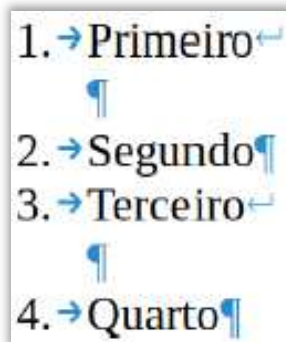 1.→Primeiro↵
¶
2.→Segundo¶
3.→Terceiro↵
¶
4.→Quarto¶